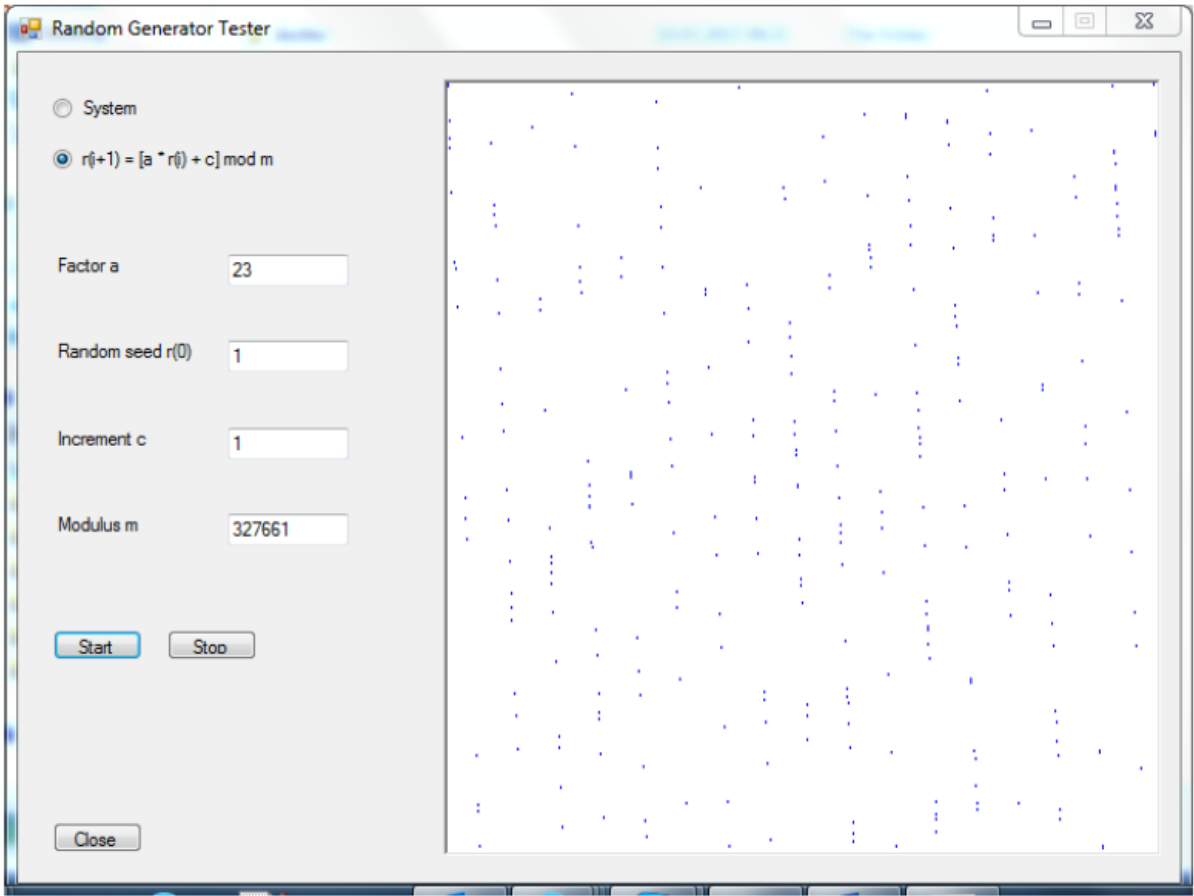 Random Generator Tester
System
r(i+1) = [a * r(i) + c] mod m
Factor a
23
Random seed r(0)
1
Increment c
1
Modulus m
327661
Start
Stop
Close